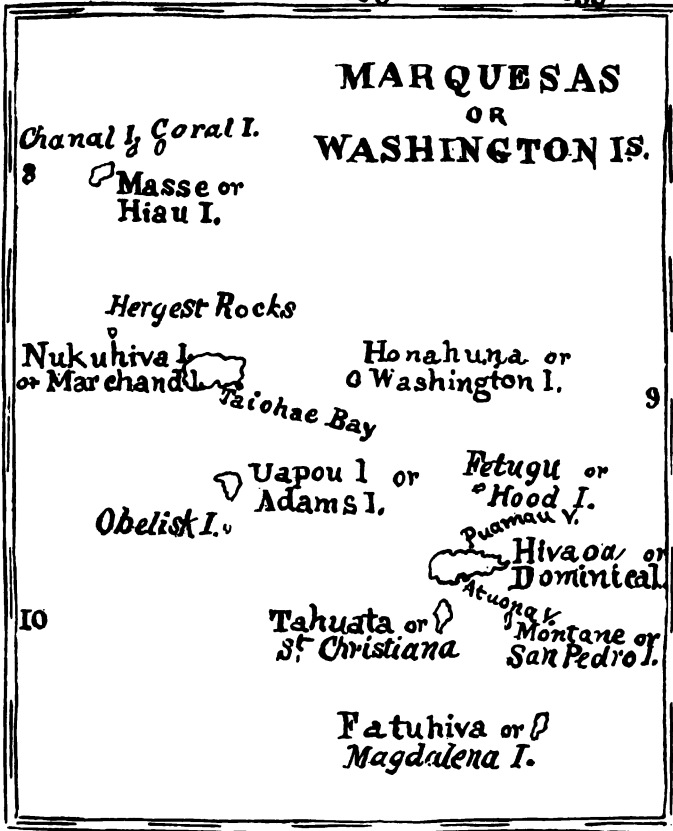 MARQUESAS
OR
WASHINGTON Is.
Chanal I. Coral I.
8
Masse or
Hiau I.
Hergest Rocks
Nukuhiva I.
or Marchand I.
Taiohae Bay
Honahuna or
Washington I.
9
Uapou I or
Adams I.
Obelisk I.
Fetugu or
Hood I.
Puamau V.
Hivaoa or
Dominica I.
Atuona V.
10
Tahuata or
St. Christiana
Montane or
San Pedro I.
Fatuhiva or
Magdalena I.